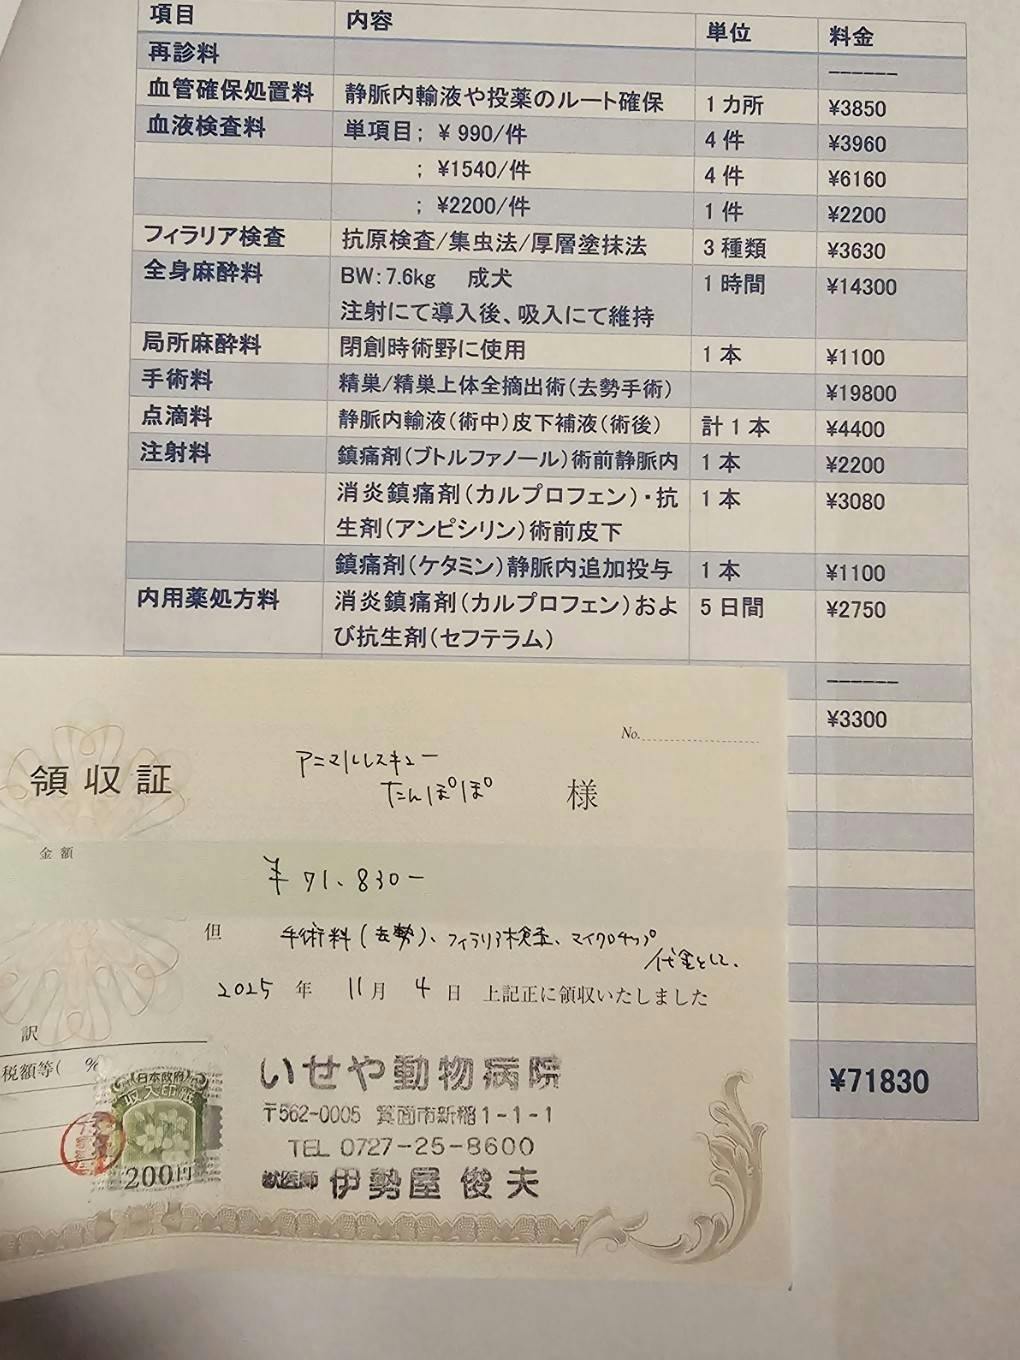 項目 内容 単位 料金
再診料 ------
血管確保処置料 静脈内輸液や投薬のルート確保 1カ所 ¥3850
血液検査料 単項目; ¥990/件 4件 ¥3960
; ¥1540/件 4件 ¥6160
; ¥2200/件 1件 ¥2200
フィラリア検査 抗原検査/集虫法/厚層塗抹法 3種類 ¥3630
全身麻酔料 BW:7.6kg 成犬 1時間 ¥14300
注射にて導入後、吸入にて維持
局所麻酔料 閉創時術野に使用 1本 ¥1100
手術料 精巣/精巣上体全摘出術(去勢手術) ¥19800
点滴料 静脈内輸液(術中)皮下補液(術後) 計1本 ¥4400
注射料 鎮痛剤(ブトルファノール)術前静脈内 1本 ¥2200
消炎鎮痛剤(カルプロフェン)・抗 1本 ¥3080
生剤(アンピシリン)術前皮下
鎮痛剤(ケタミン)静脈内追加投与 1本 ¥1100
内用薬処方料 消炎鎮痛剤(カルプロフェン)およ 5日間 ¥2750
び抗生剤(セフテラム)
------
¥3300
¥71830
No.
領収証
アニマルレスキュー
たんぽぽ 様
金額
¥71,830-
但 手術料(去勢)、フィラリア検査、マイクロチップ
代金として、
2025年11月4日 上記正に領収いたしました
訳
税額等( %
日本政府
収入印紙
200円
いせや動物病院
〒562-0005 箕面市新稲1-1-1
TEL 0727-25-8600
獣医師 伊勢屋 俊夫